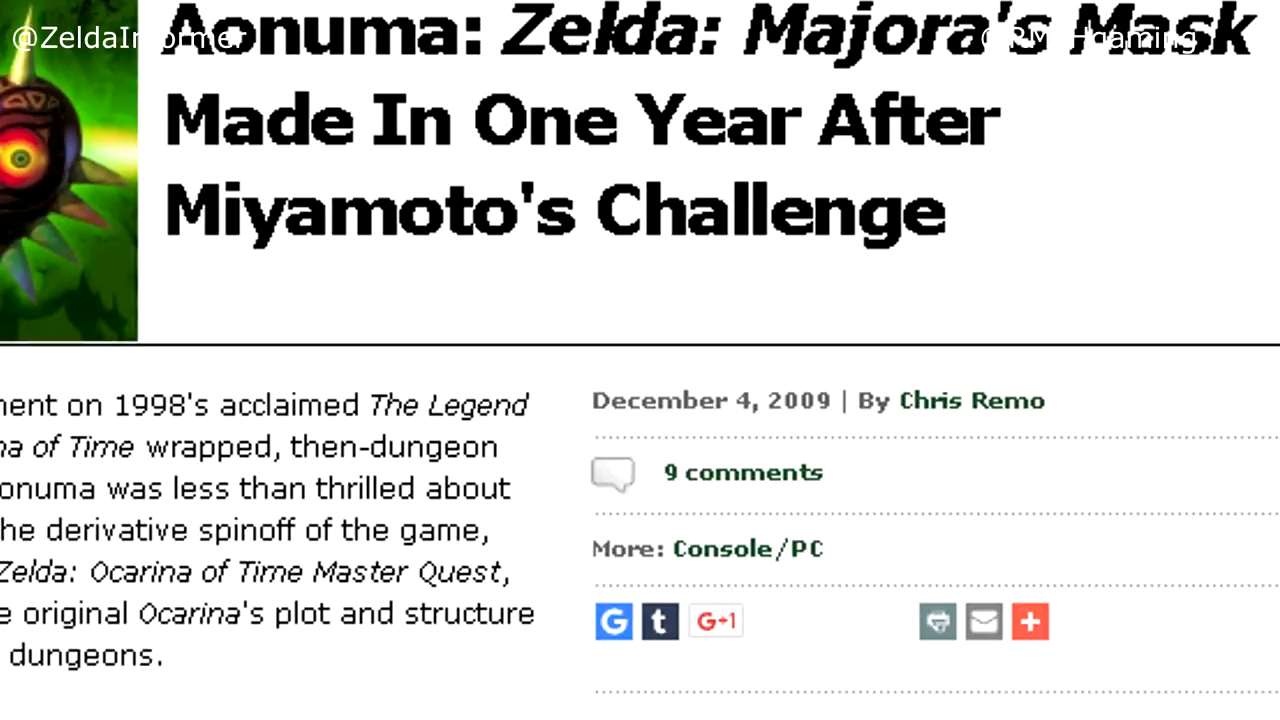 @ZeldaInformer
Aonuma: Zelda: Majora's Mask
Made In One Year After
Miyamoto's Challenge
ment on 1998's acclaimed The Legend
of Time wrapped, then-dungeon
onuma was less than thrilled about
he derivative spinoff of the game,
Zelda: Ocarina of Time Master Quest,
e original Ocarina's plot and structure
dungeons.
December 4, 2009 | By Chris Remo
9 comments
More: Console/PC
G t G+1